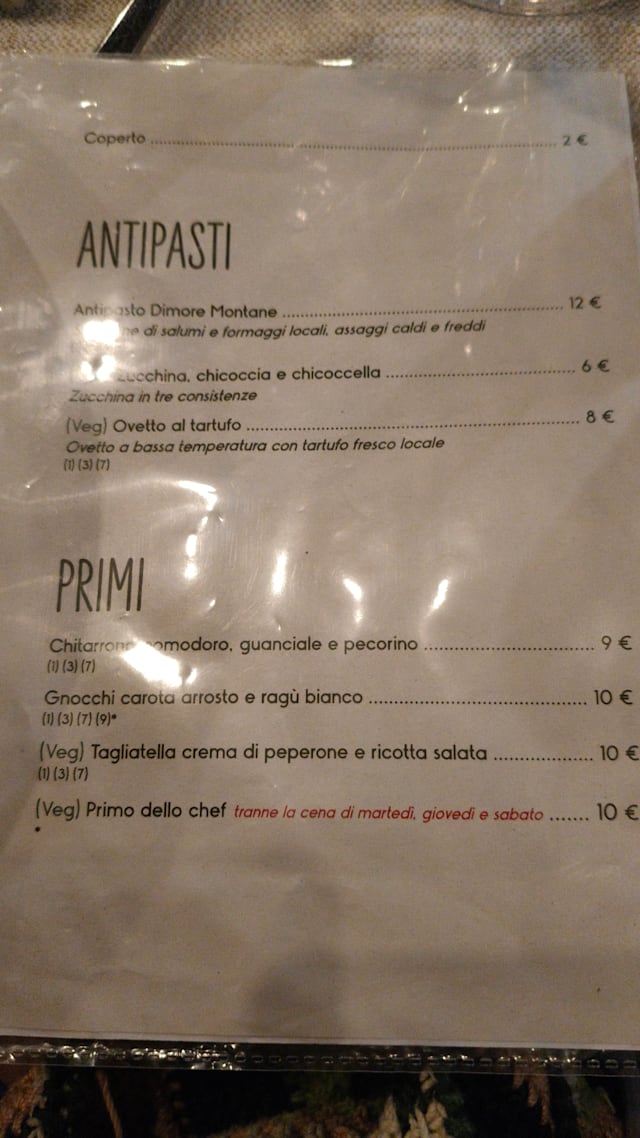 Coperto ........................................ 2 €
ANTIPASTI
Antipasto Dimore Montane ........................................ 12 €
di salumi e formaggi locali, assaggi caldi e freddi
zucchina, chicoccia e chicoccella ........................................ 6 €
Zucchina in tre consistenze
(Veg) Ovetto al tartufo ........................................ 8 €
Ovetto a bassa temperatura con tartufo fresco locale
(1) (3) (7)
PRIMI
pomodoro, guanciale e pecorino ........................................ 9 €
(1) (3) (7)
Gnocchi carota arrosto e ragù bianco ........................................ 10 €
(1) (3) (7) (9)*
(Veg) Tagliatella crema di peperone e ricotta salata ........................ 10 €
(1) (3) (7)
(Veg) Primo dello chef tranne la cena di martedì, giovedì e sabato ....... 10 €
*